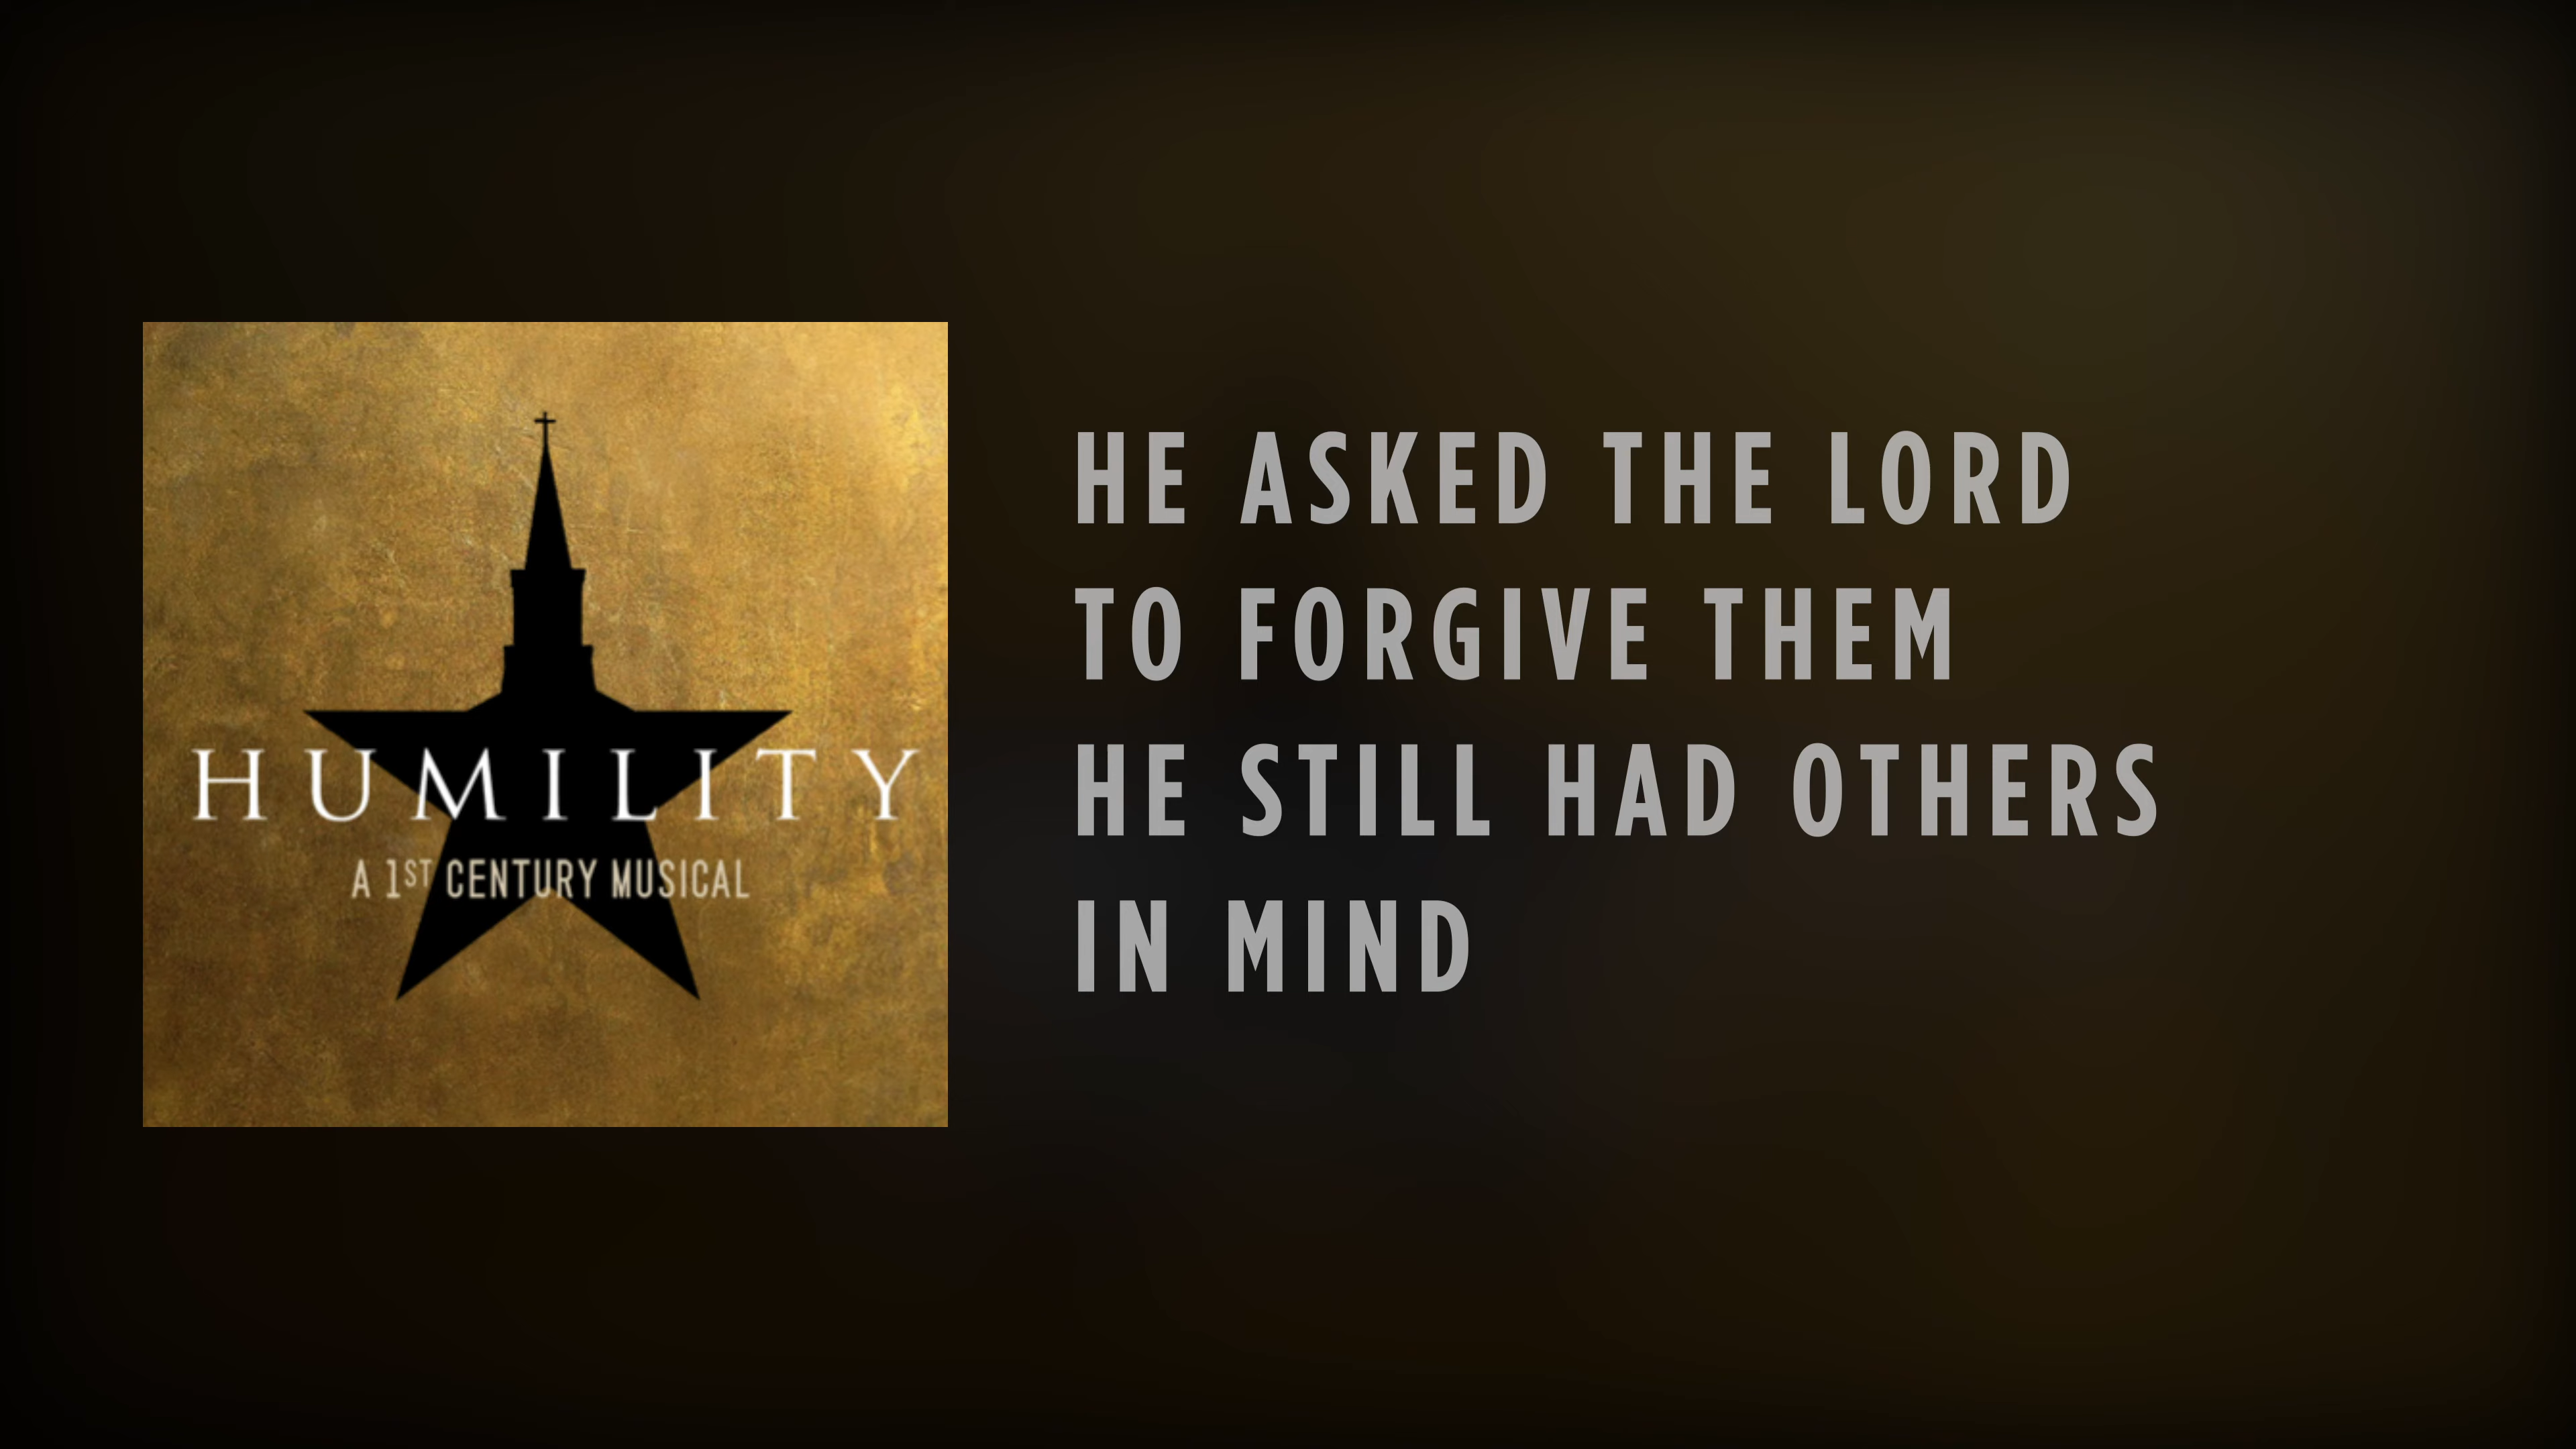 HUMILITY
A 1ST CENTURY MUSICAL
HE ASKED THE LORD
TO FORGIVE THEM
HE STILL HAD OTHERS
IN MIND